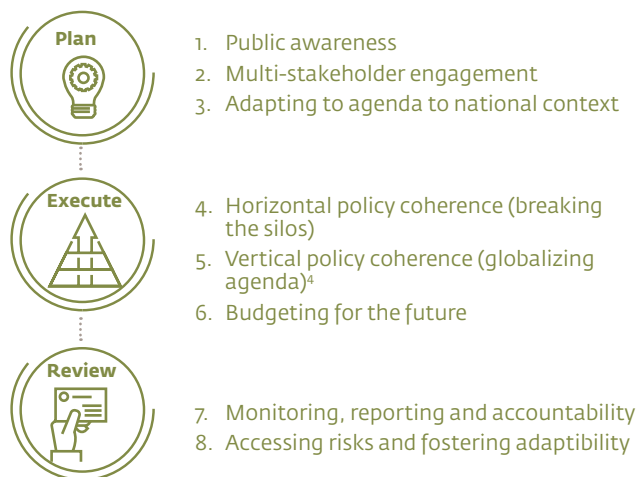 Plan
1. Public awareness
2. Multi-stakeholder engagement
3. Adapting to agenda to national context
Execute
4. Horizontal policy coherence (breaking
the silos)
5. Vertical policy coherence (globalizing
agenda)⁴
6. Budgeting for the future
Review
7. Monitoring, reporting and accountability
8. Accessing risks and fostering adaptibility